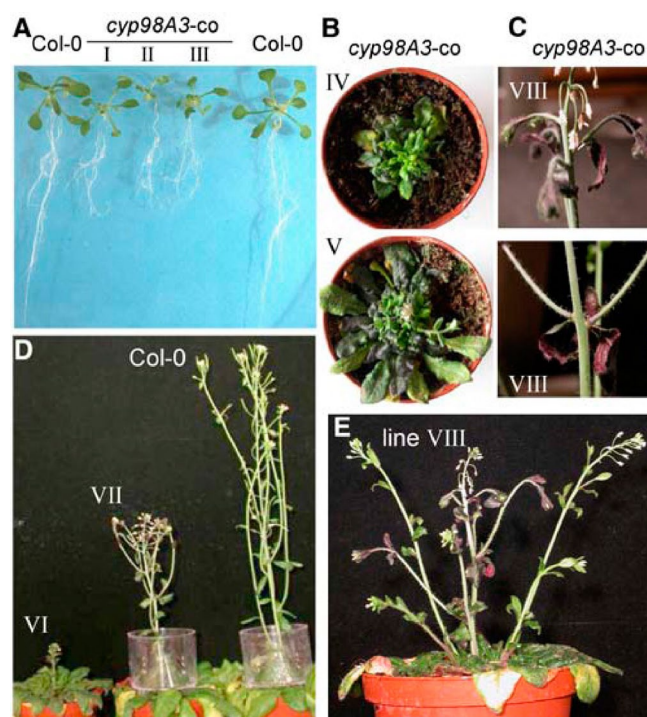 A
Col-0
cyp98A3-co
I II III
Col-0
B
cyp98A3-co
IV
V
C
cyp98A3-co
VIII
VIII
D
Col-0
VII
VI
E
line VIII